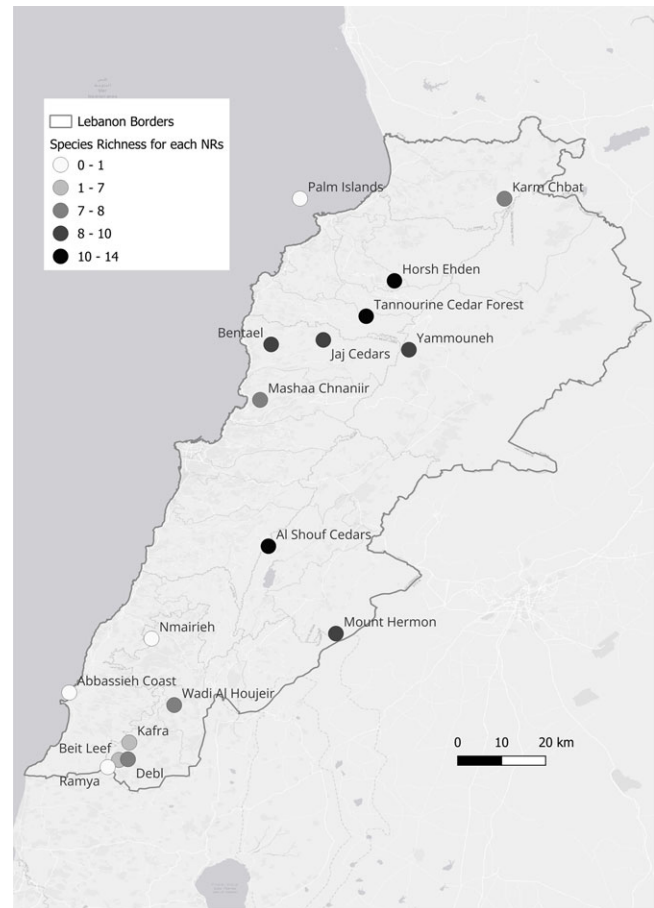 Lebanon Borders
Species Richness for each NRs
0 - 1
1 - 7
7 - 8
8 - 10
10 - 14
Palm Islands
Karm Chbat
Horsh Ehden
Tannourine Cedar Forest
Bentael
Jaj Cedars
Yammouneh
Mashaa Chnaniir
Al Shouf Cedars
Nmairieh
Mount Hermon
Abbassieh Coast
Wadi Al Houjeir
Kafra
Beit Leef
Debl
Ramya
0 10 20 km